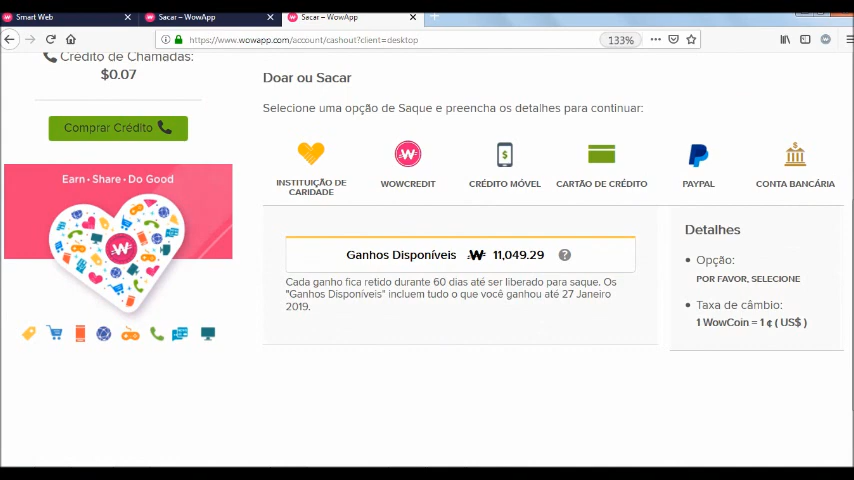 Smart Web
Sacar – WowApp
Sacar – WowApp
https://www.wowapp.com/account/cashout?client=desktop
133%
Crédito de Chamadas:
$0.07
Comprar Crédito
Earn · Share · Do Good
Doar ou Sacar
Selecione uma opção de Saque e preencha os detalhes para continuar:
INSTITUIÇÃO DE
CARIDADE
WOWCREDIT
CRÉDITO MÓVEL
CARTÃO DE CRÉDITO
PAYPAL
CONTA BANCÁRIA
Ganhos Disponíveis W 11,049.29 ?
Cada ganho fica retido durante 60 dias até ser liberado para saque. Os
"Ganhos Disponíveis" incluem tudo o que você ganhou até 27 Janeiro
2019.
Detalhes
Opção:
POR FAVOR, SELECIONE
Taxa de câmbio:
1 WowCoin = 1 ¢ ( US$ )